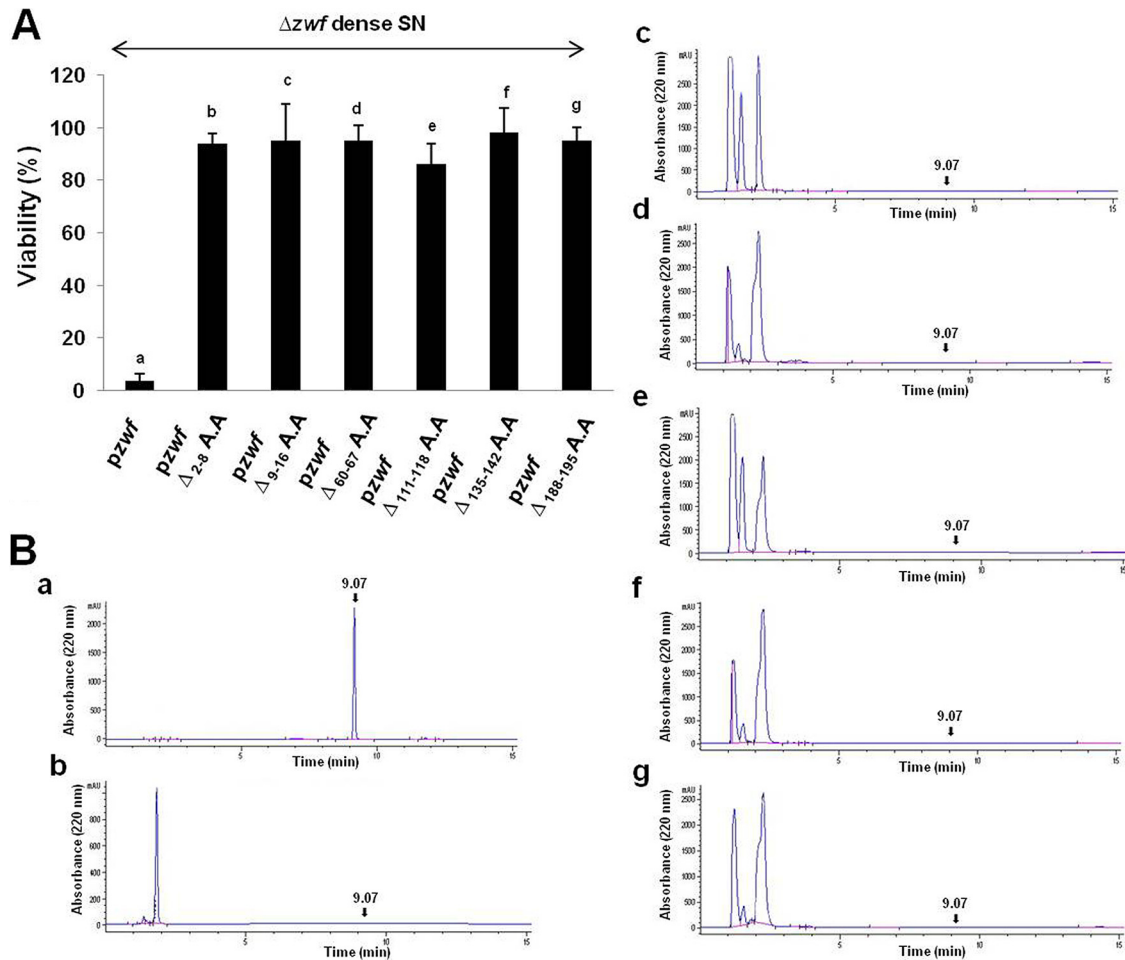 A
Δzwf dense SN
Viability (%)
120
100
80
60
40
20
0
a
b
c
d
e
f
g
pzwf
pzwf Δ2-8 A.A
pzwf Δ9-16 A.A
pzwf Δ60-67 A.A
pzwf Δ111-118 A.A
pzwf Δ135-142 A.A
pzwf Δ188-195 A.A
B
a
9.07
Absorbance (220 nm)
mAU
2000
1500
1000
500
0
5
10
15
Time (min)
b
9.07
Absorbance (220 nm)
mAU
800
600
400
200
0
5
10
15
Time (min)
c
9.07
Absorbance (220 nm)
mAU
2500
2000
1500
1000
500
0
5
10
15
Time (min)
d
9.07
Absorbance (220 nm)
mAU
2500
2000
1500
1000
500
0
5
10
15
Time (min)
e
9.07
Absorbance (220 nm)
mAU
2500
2000
1500
1000
500
0
5
10
15
Time (min)
f
9.07
Absorbance (220 nm)
mAU
2500
2000
1500
1000
500
0
5
10
15
Time (min)
g
9.07
Absorbance (220 nm)
mAU
2500
2000
1500
1000
500
0
5
10
15
Time (min)